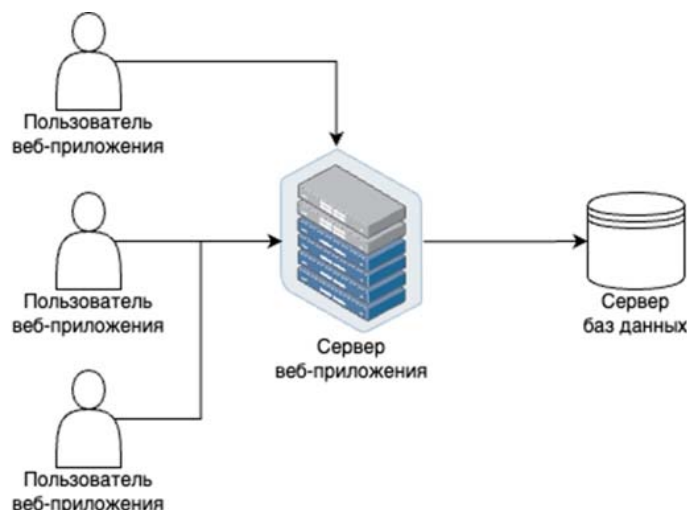 Пользователь
веб-приложения
Пользователь
веб-приложения
Сервер
баз данных
Сервер
веб-приложения
Пользователь
веб-приложения